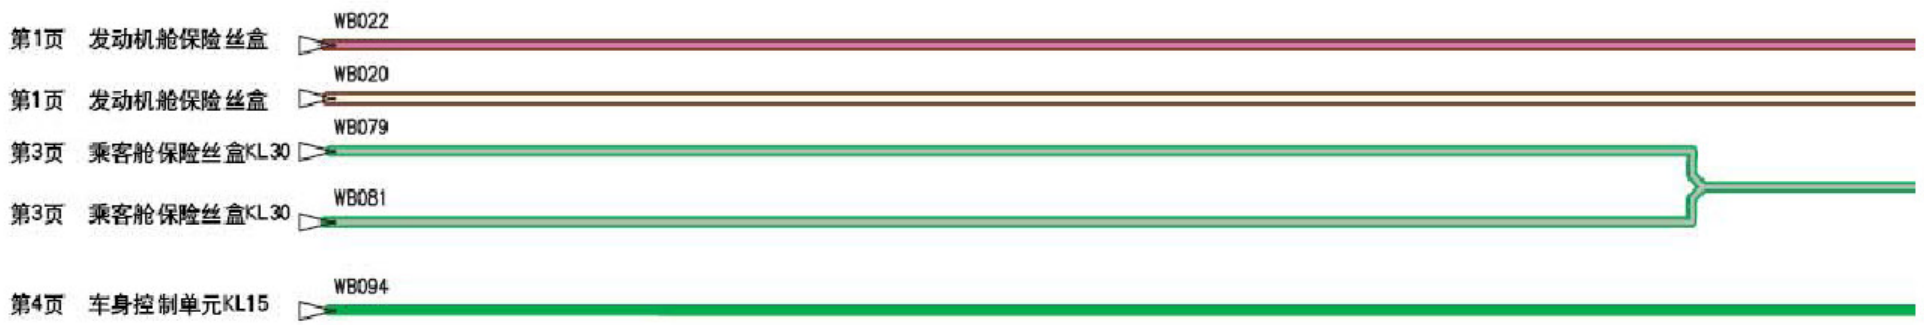 WB022
第1页 发动机舱保险丝盒
WB020
第1页 发动机舱保险丝盒
WB079
第3页 乘客舱保险丝盒KL30
WB081
第3页 乘客舱保险丝盒KL30
WB094
第4页 车身控制单元KL15